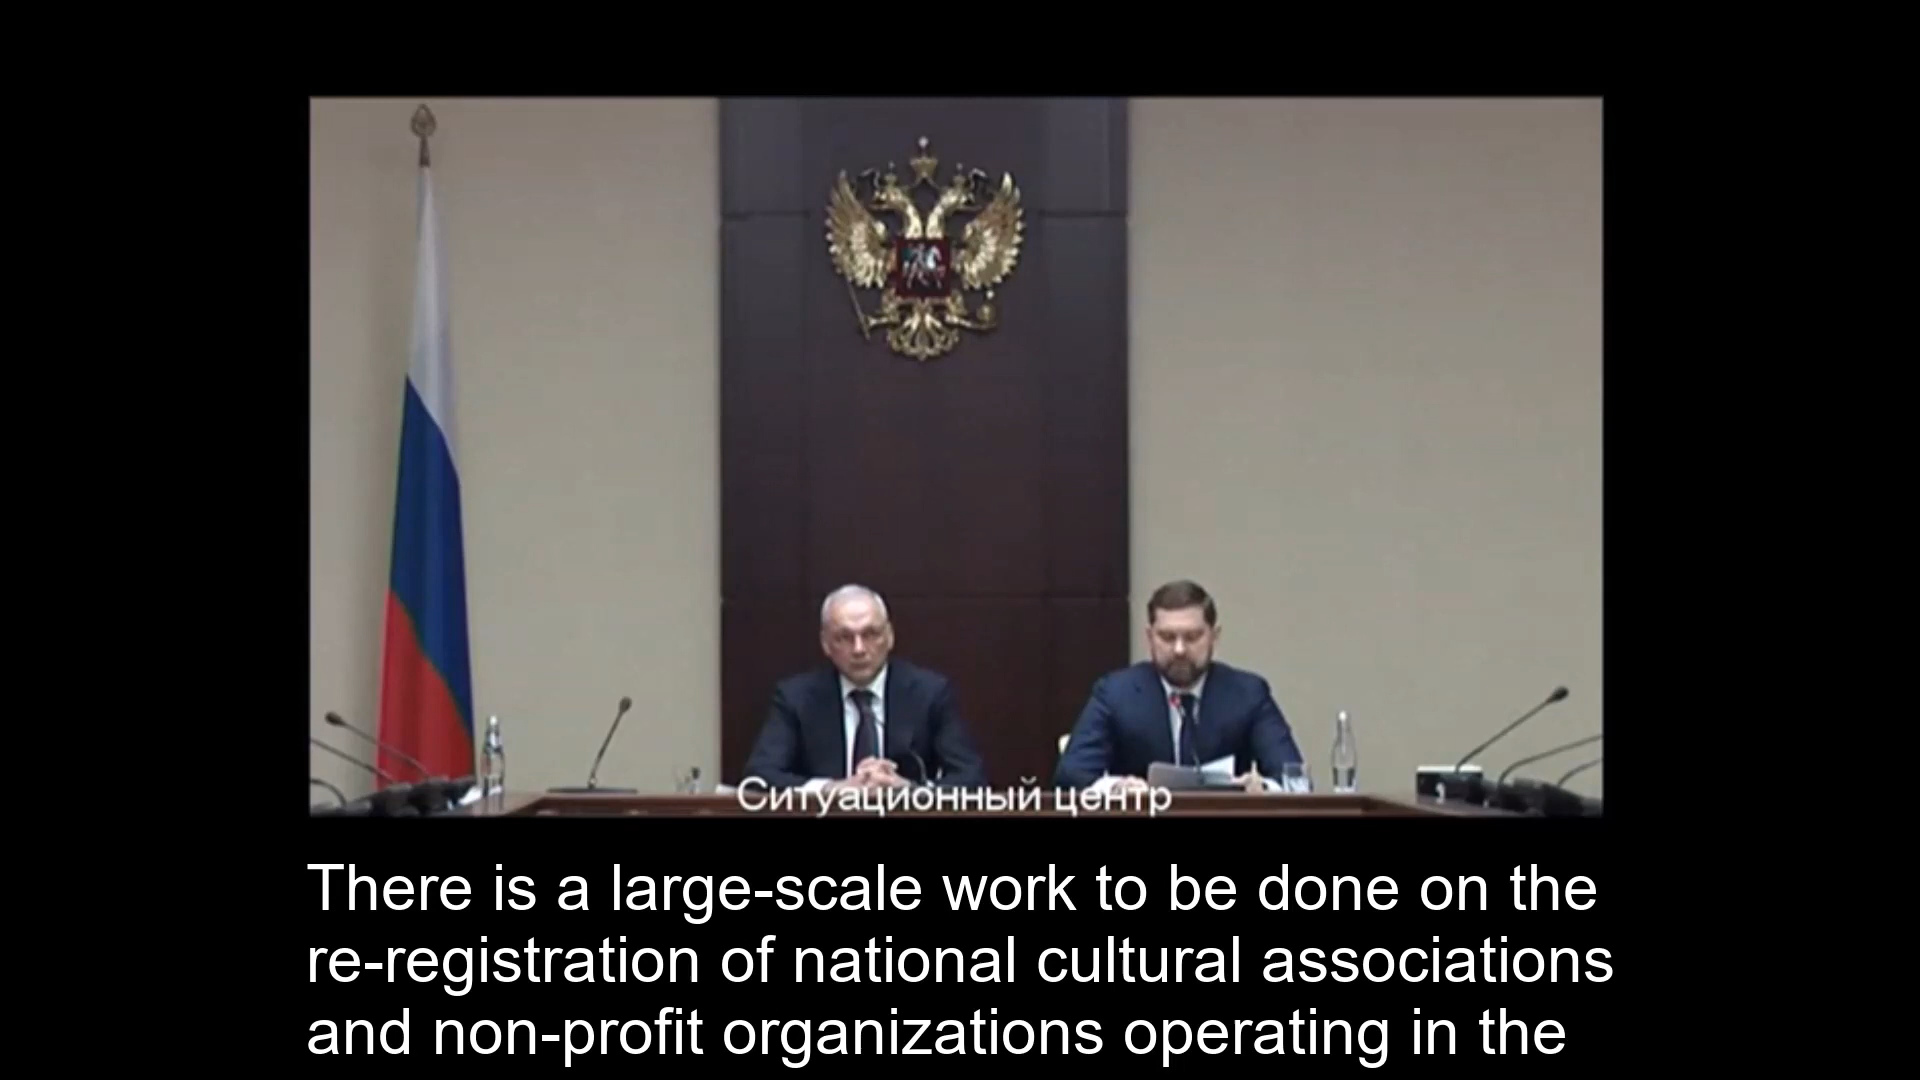 Ситуационный центр
There is a large-scale work to be done on the
re-registration of national cultural associations
and non-profit organizations operating in the